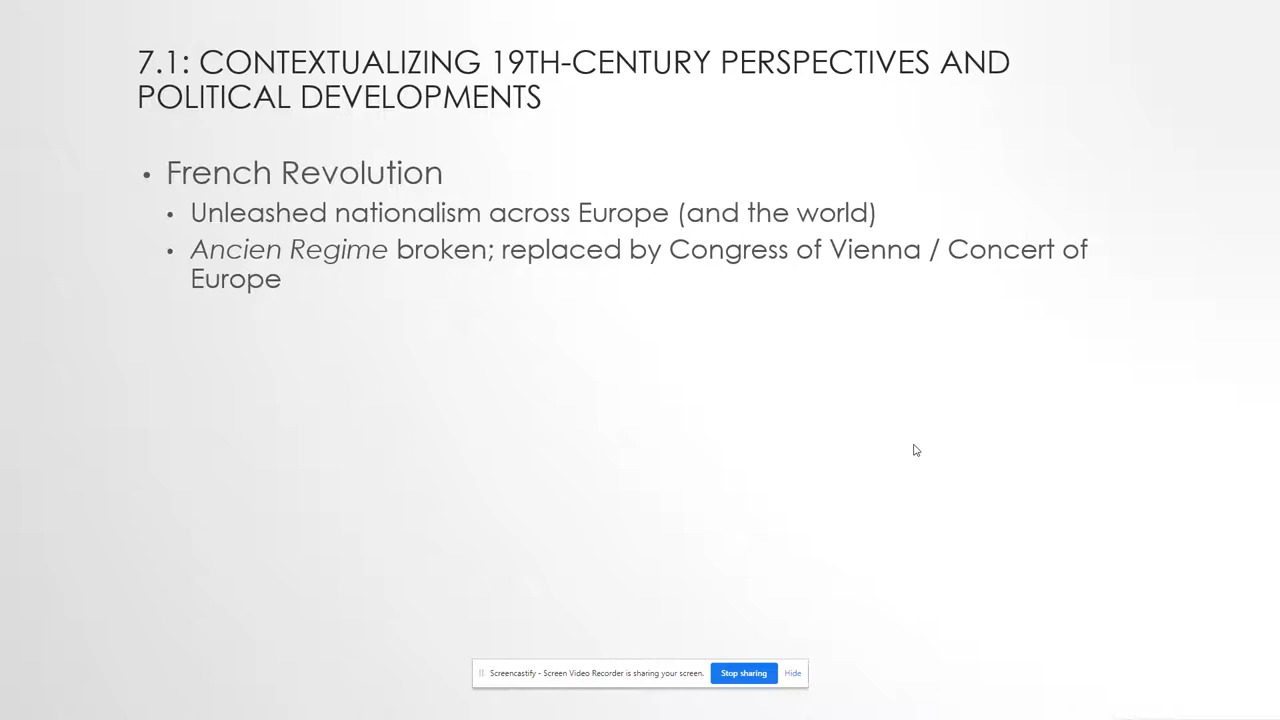 7.1: CONTEXTUALIZING 19TH-CENTURY PERSPECTIVES AND
POLITICAL DEVELOPMENTS
• French Revolution
• Unleashed nationalism across Europe (and the world)
• Ancien Regime broken; replaced by Congress of Vienna / Concert of
Europe
Screencastify - Screen Video Recorder is sharing your screen. Stop sharing Hide